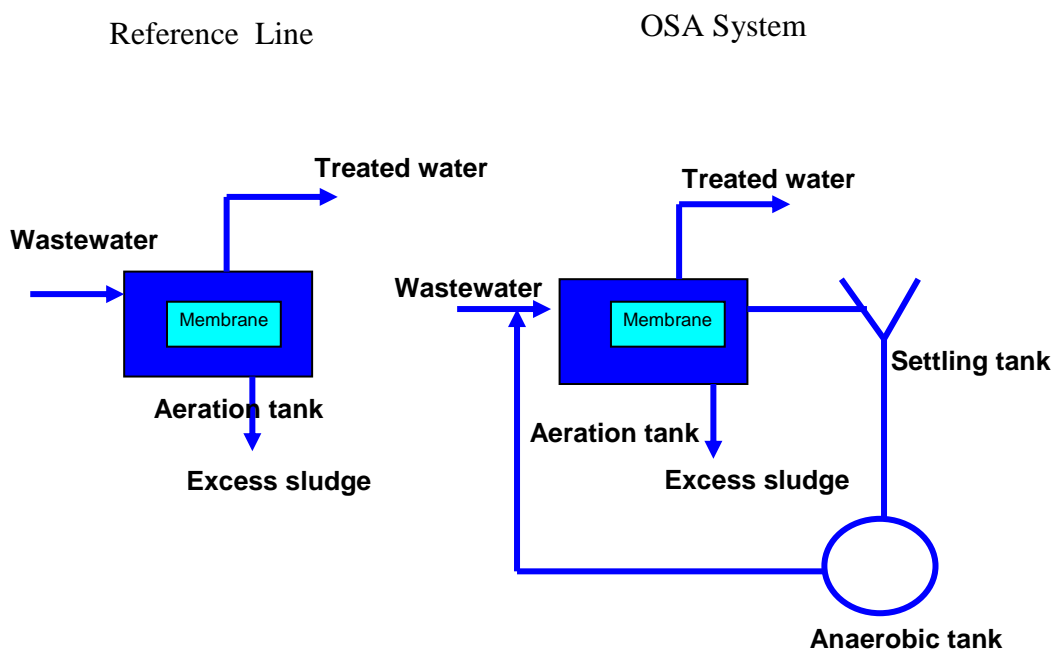 Reference Line
OSA System
Treated water
Wastewater
Membrane
Aeration tank
Excess sludge
Treated water
Wastewater
Membrane
Settling tank
Aeration tank
Excess sludge
Anaerobic tank